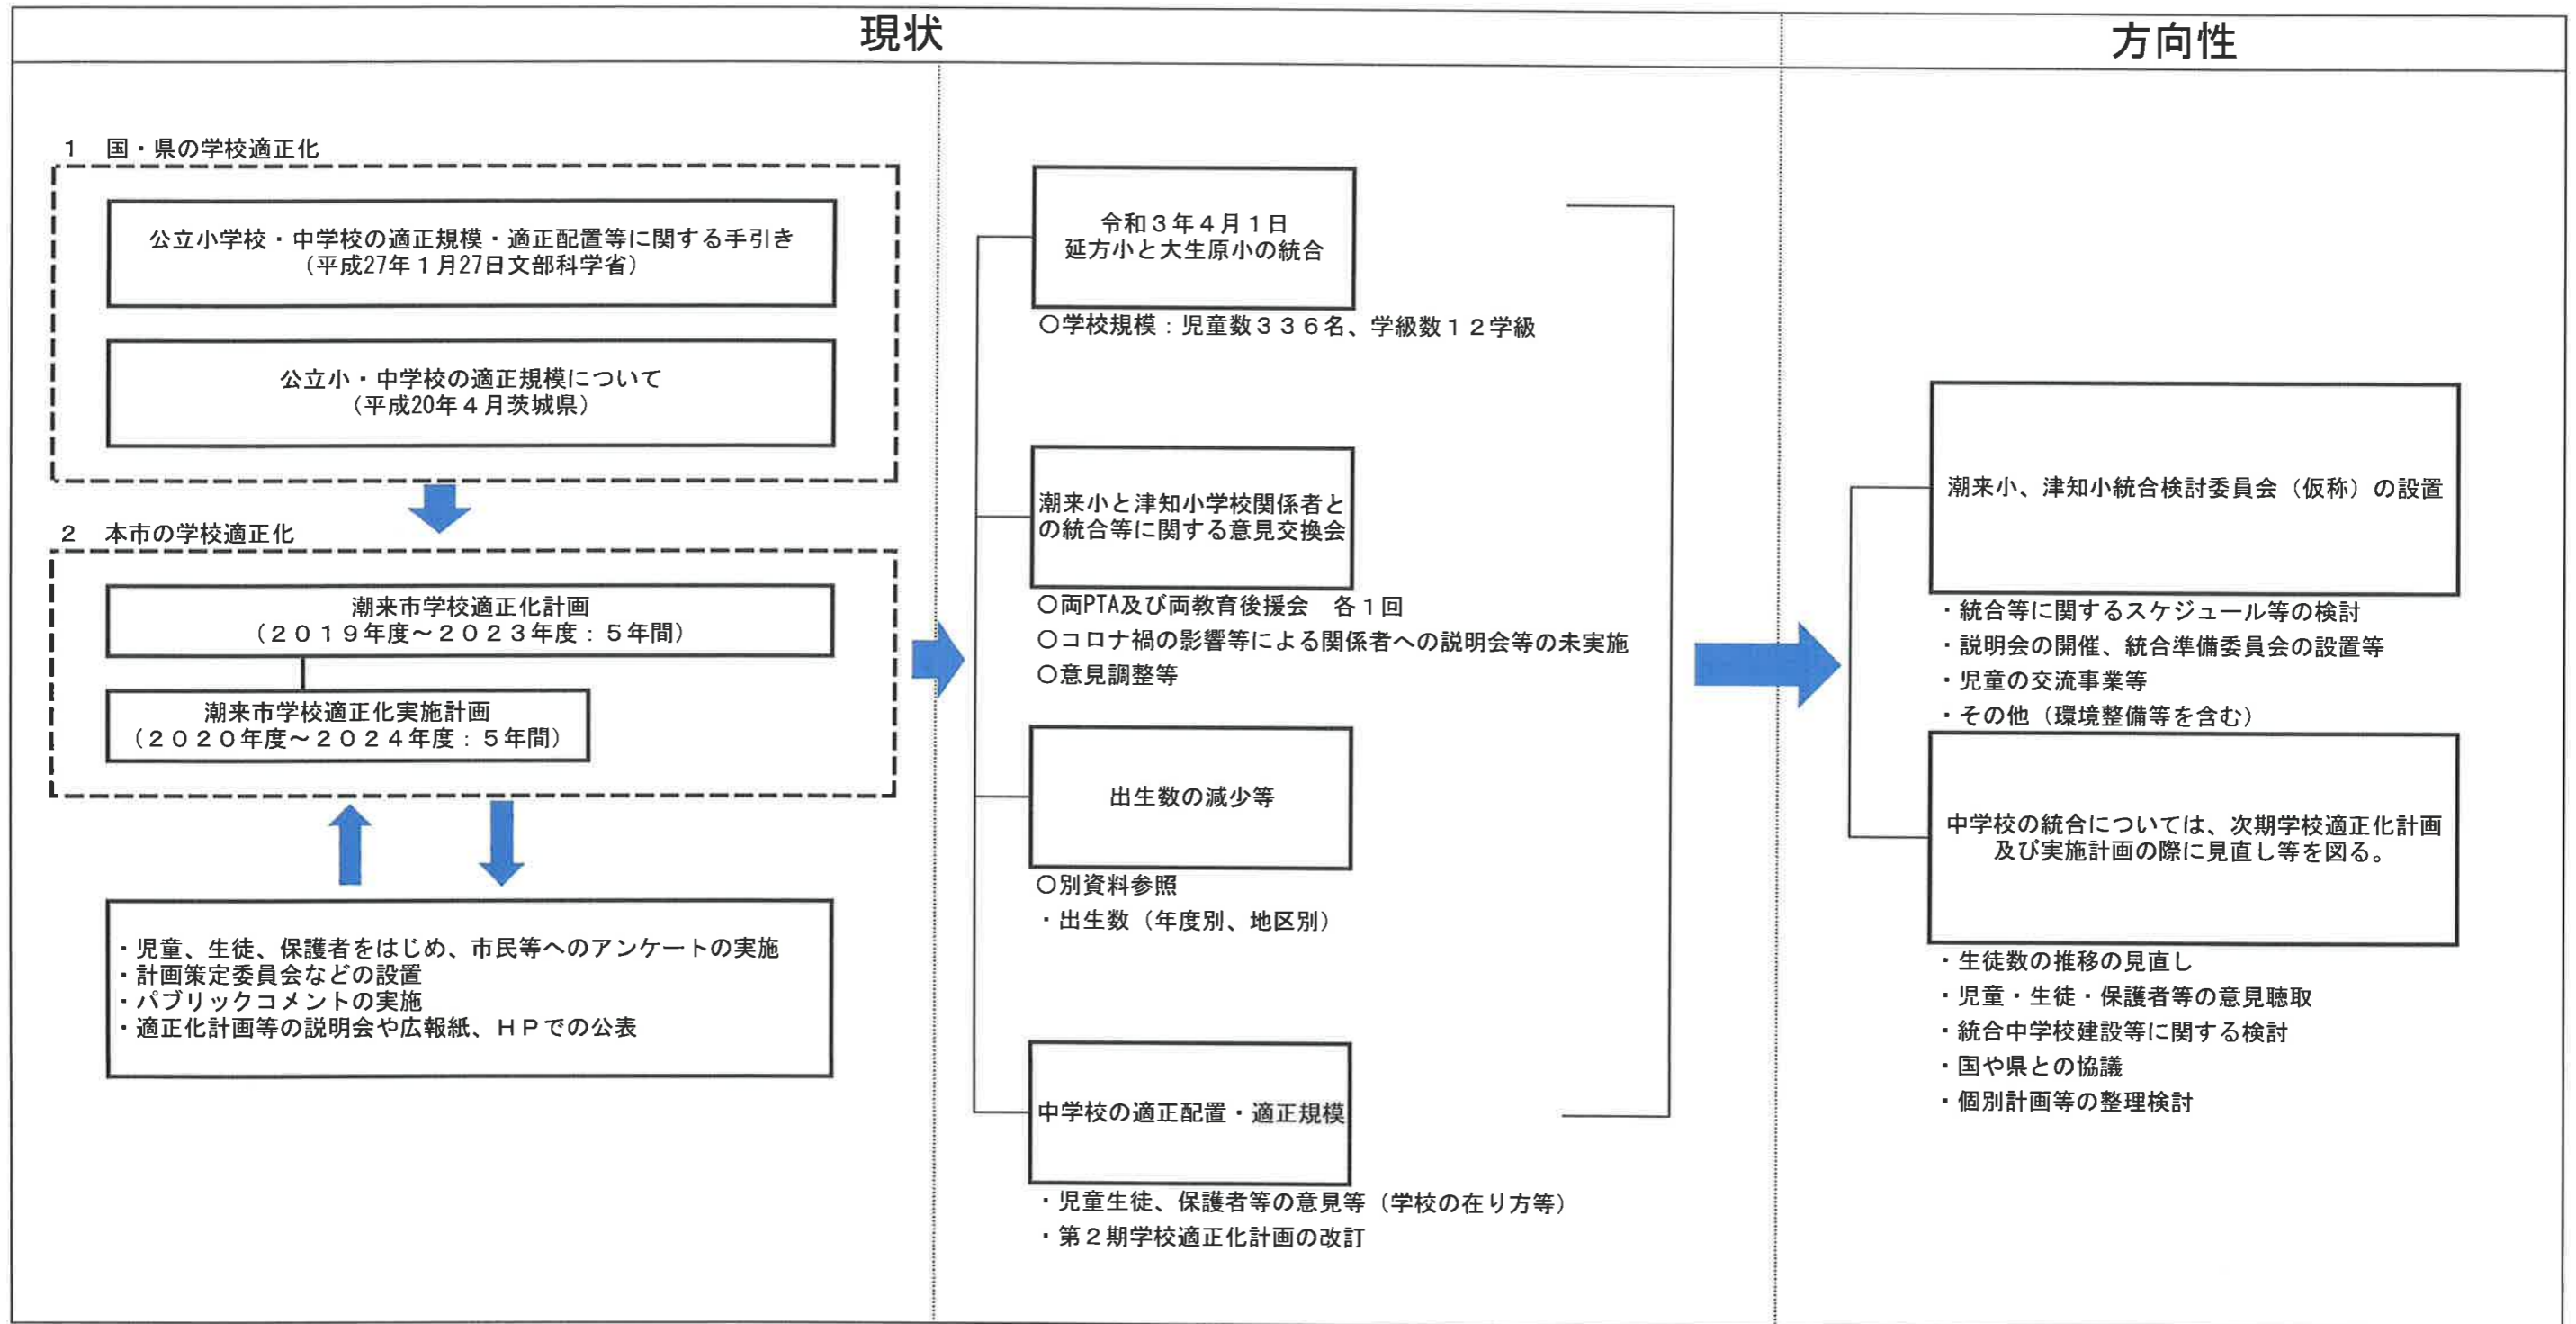 現状
方向性
1　国・県の学校適正化
公立小学校・中学校の適正規模・適正配置等に関する手引き
（平成27年１月27日文部科学省）
公立小・中学校の適正規模について
（平成20年４月茨城県）
2　本市の学校適正化
潮来市学校適正化計画
（２０１９年度～２０２３年度：５年間）
潮来市学校適正化実施計画
（２０２０年度～２０２４年度：５年間）
・児童、生徒、保護者をはじめ、市民等へのアンケートの実施
・計画策定委員会などの設置
・パブリックコメントの実施
・適正化計画等の説明会や広報紙、ＨＰでの公表
令和３年４月１日
延方小と大生原小の統合
○学校規模：児童数３３６名、学級数１２学級
潮来小と津知小学校関係者と
の統合等に関する意見交換会
○両PTA及び両教育後援会　各１回
○コロナ禍の影響等による関係者への説明会等の未実施
○意見調整等
出生数の減少等
○別資料参照
・出生数（年度別、地区別）
中学校の適正配置・適正規模
・児童生徒、保護者等の意見等（学校の在り方等）
・第２期学校適正化計画の改訂
潮来小、津知小統合検討委員会（仮称）の設置
・統合等に関するスケジュール等の検討
・説明会の開催、統合準備委員会の設置等
・児童の交流事業等
・その他（環境整備等を含む）
中学校の統合については、次期学校適正化計画
及び実施計画の際に見直し等を図る。
・生徒数の推移の見直し
・児童・生徒・保護者等の意見聴取
・統合中学校建設等に関する検討
・国や県との協議
・個別計画等の整理検討